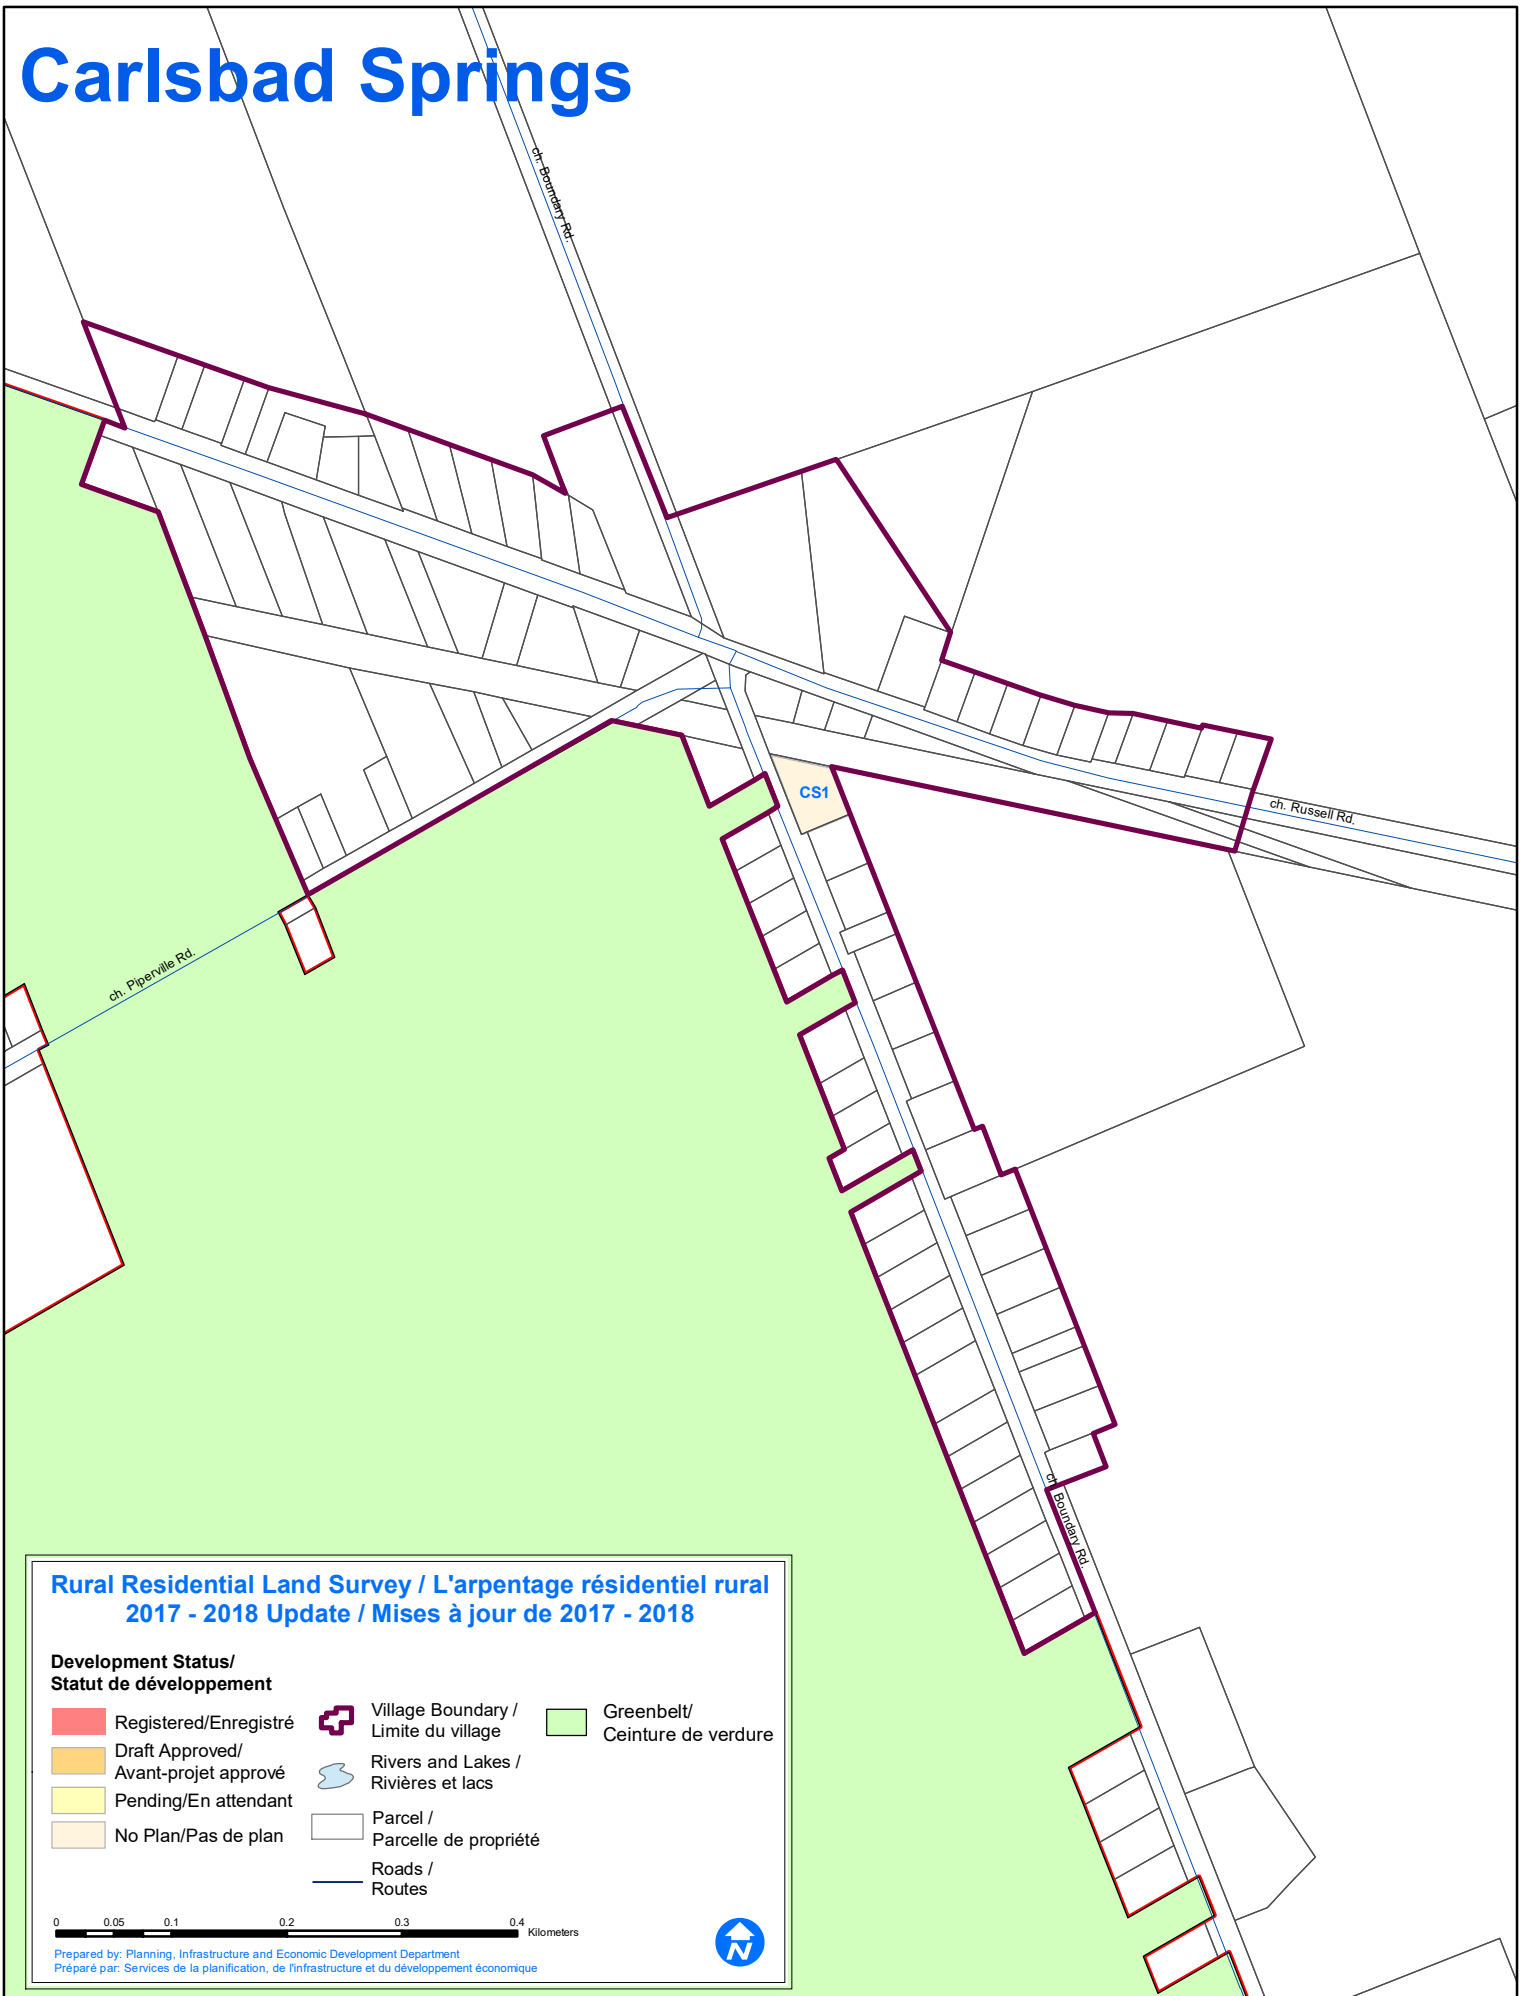 Carlsbad Springs
ch. Boundary Rd.
ch. Russell Rd.
CS1
ch. Piperville Rd.
ch. Boundary Rd.
Rural Residential Land Survey / L'arpentage résidentiel rural
2017 - 2018 Update / Mises à jour de 2017 - 2018
Development Status/
Statut de développement
Registered/Enregistré
Draft Approved/
Avant-projet approvó
Pending/En attendant
No Plan/Pas de plan
Village Boundary /
Limite du village
Rivers and Lakes /
Rivières et lacs
Parcel /
Parcelle de propriété
Roads /
Routes
Greenbelt/
Ceinture de verdure
0 0.05 0.1 0.2 0.3 0.4
Kilometers
N
Prepared by: Planning, Infrastructure and Economic Development Department
Préparé par: Services de la planification, de l'infrastructure et du développement économique